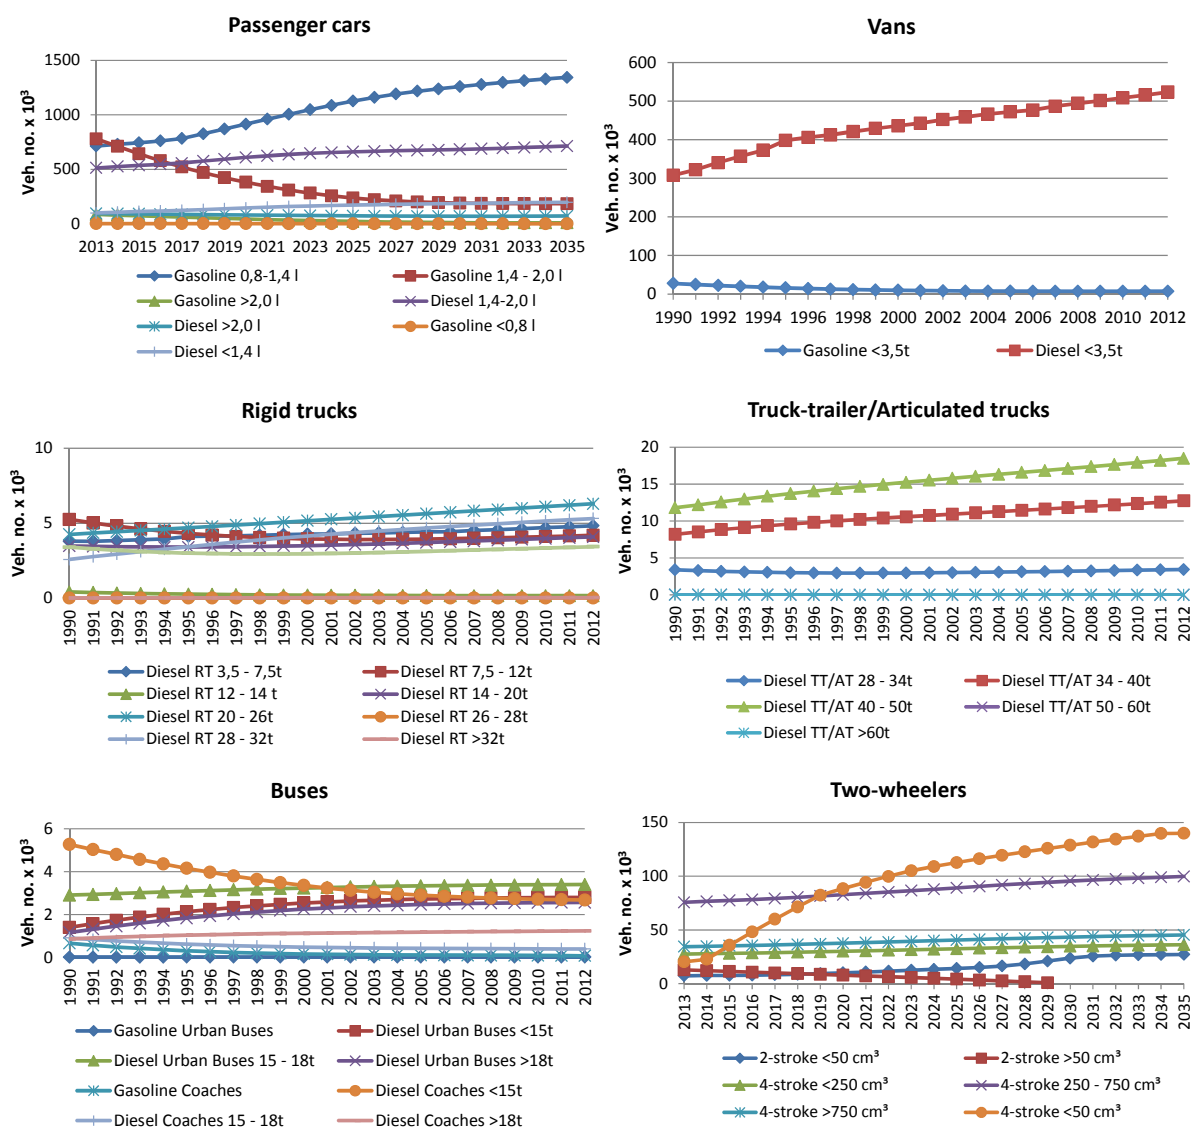 Passenger cars
Veh. no. x 10³
1500
1000
500
0
2013 2015 2017 2019 2021 2023 2025 2027 2029 2031 2033 2035
Gasoline 0,8-1,4 l
Gasoline 1,4 - 2,0 l
Gasoline >2,0 l
Diesel 1,4-2,0 l
Diesel >2,0 l
Gasoline <0,8 l
Diesel <1,4 l
Vans
Veh. no. x 10³
600
500
400
300
200
100
0
1990 1992 1994 1996 1998 2000 2002 2004 2006 2008 2010 2012
Gasoline <3,5t
Diesel <3,5t
Rigid trucks
Veh. no. x 10³
10
5
0
1990 1991 1992 1993 1994 1995 1996 1997 1998 1999 2000 2001 2002 2003 2004 2005 2006 2007 2008 2009 2010 2011 2012
Diesel RT 3,5 - 7,5t
Diesel RT 7,5 - 12t
Diesel RT 12 - 14 t
Diesel RT 14 - 20t
Diesel RT 20 - 26t
Diesel RT 26 - 28t
Diesel RT 28 - 32t
Diesel RT >32t
Truck-trailer/Articulated trucks
Veh. no. x 10³
20
15
10
5
0
1990 1991 1992 1993 1994 1995 1996 1997 1998 1999 2000 2001 2002 2003 2004 2005 2006 2007 2008 2009 2010 2011 2012
Diesel TT/AT 28 - 34t
Diesel TT/AT 34 - 40t
Diesel TT/AT 40 - 50t
Diesel TT/AT 50 - 60t
Diesel TT/AT >60t
Buses
Veh. no. x 10³
6
4
2
0
1990 1991 1992 1993 1994 1995 1996 1997 1998 1999 2000 2001 2002 2003 2004 2005 2006 2007 2008 2009 2010 2011 2012
Gasoline Urban Buses
Diesel Urban Buses <15t
Diesel Urban Buses 15 - 18t
Diesel Urban Buses >18t
Gasoline Coaches
Diesel Coaches <15t
Diesel Coaches 15 - 18t
Diesel Coaches >18t
Two-wheelers
Veh. no. x 10³
150
100
50
0
2013 2014 2015 2016 2017 2018 2019 2020 2021 2022 2023 2024 2025 2026 2027 2028 2029 2030 2031 2032 2033 2034 2035
2-stroke <50 cm³
2-stroke >50 cm³
4-stroke <250 cm³
4-stroke 250 - 750 cm³
4-stroke >750 cm³
4-stroke <50 cm³